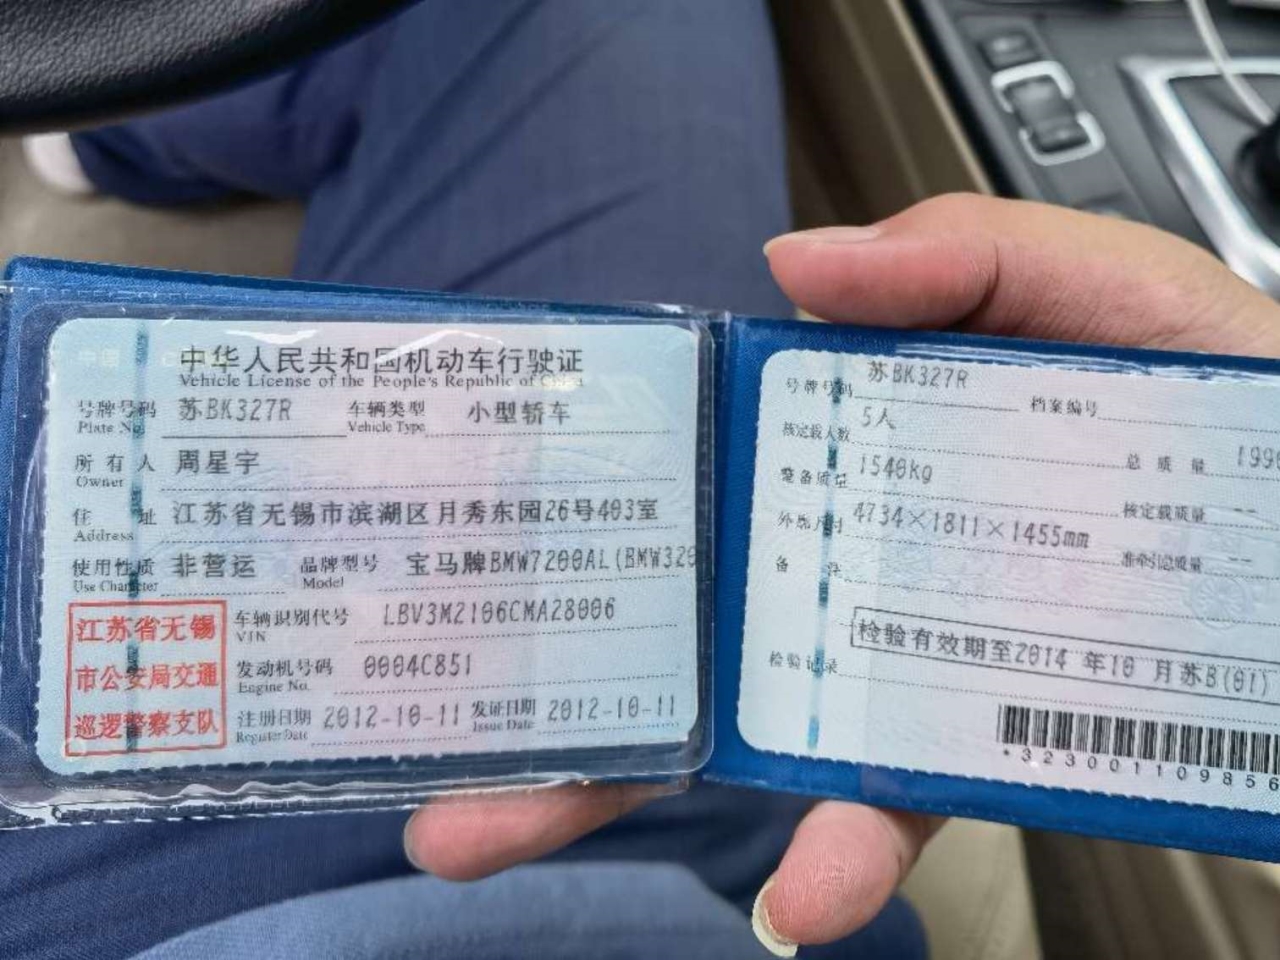 中华人民共和国机动车行驶证
Vehicle License of the People's Republic of China
号牌号码 苏BK327R 车辆类型 小型轿车
Plate No. Vehicle Type
所有人 周星宇
Owner
住址 江苏省无锡市滨湖区月秀东园26号403室
Address
使用性质 非营运 品牌型号 宝马牌BMW7200AL(BMW320
Use Character Model
江苏省无锡
市公安局交通
巡逻警察支队
车辆识别代号 LBV3M2106CMA28006
VIN
发动机号码 0004C851
Engine No.
注册日期 2012-10-11 发证日期 2012-10-11
Register Date Issue Date
号牌号码 苏BK327R 档案编号
核定载人数 5人 总质量 199
整备质量 1540kg 核定载质量 --
外廓尺寸 4734×1811×1455mm 准牵引总质量 --
备注
检验有效期至2014 年10 月苏B(01)
检验记录
*323001109856